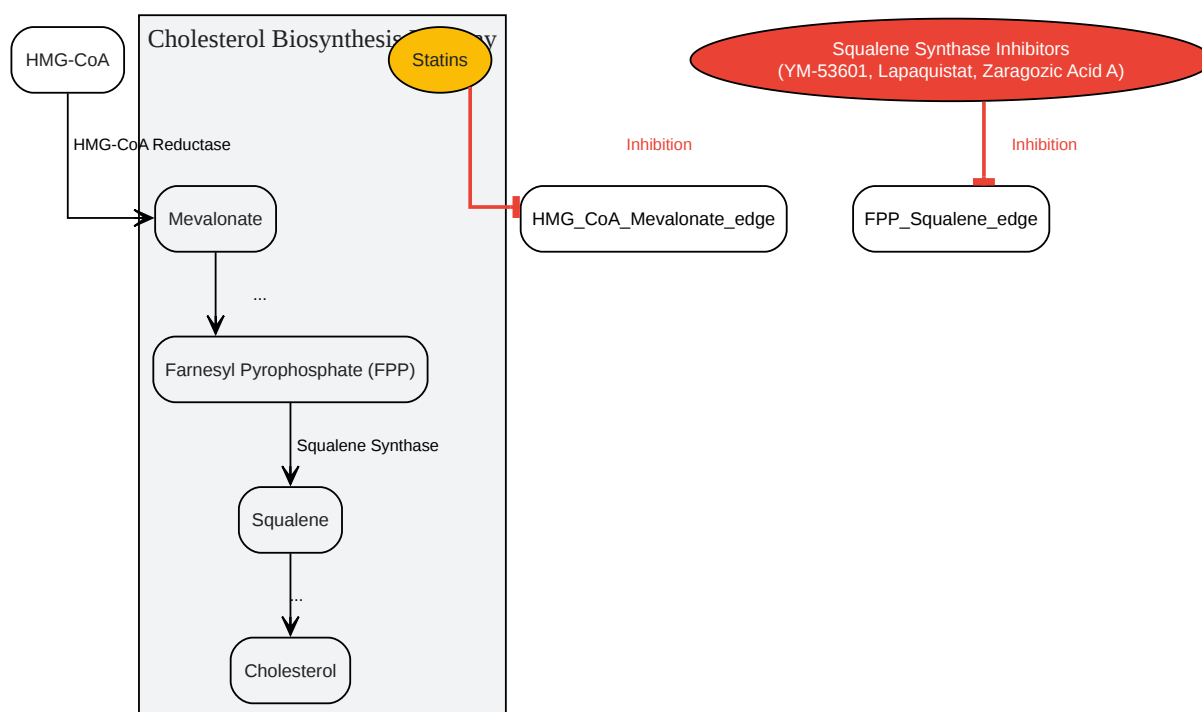 HMG-CoA
Cholesterol Biosynthesis
Statins
Squalene Synthase Inhibitors
(YM-53601, Lapaquistat, Zaragozic Acid A)
HMG-CoA Reductase
Inhibition
Inhibition
Mevalonate
HMG_CoA_Mevalonate_edge
FPP_Squalene_edge
...
Farnesyl Pyrophosphate (FPP)
Squalene Synthase
Squalene
...
Cholesterol